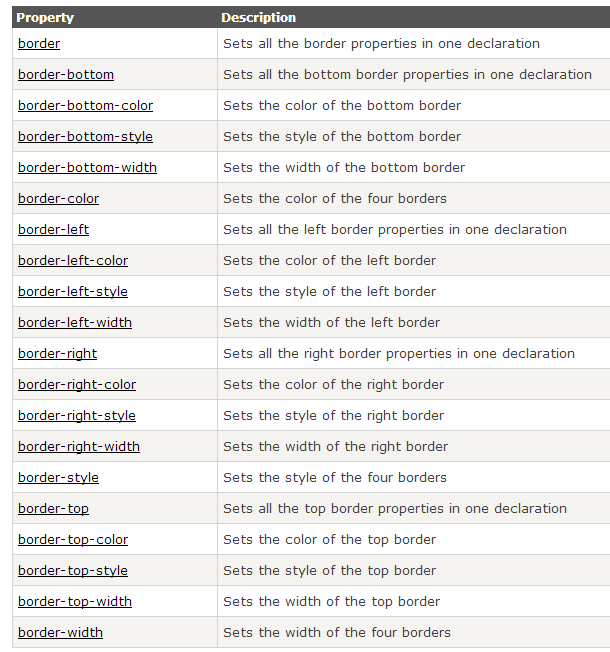 Property Description
border Sets all the border properties in one declaration
border-bottom Sets all the bottom border properties in one declaration
border-bottom-color Sets the color of the bottom border
border-bottom-style Sets the style of the bottom border
border-bottom-width Sets the width of the bottom border
border-color Sets the color of the four borders
border-left Sets all the left border properties in one declaration
border-left-color Sets the color of the left border
border-left-style Sets the style of the left border
border-left-width Sets the width of the left border
border-right Sets all the right border properties in one declaration
border-right-color Sets the color of the right border
border-right-style Sets the style of the right border
border-right-width Sets the width of the right border
border-style Sets the style of the four borders
border-top Sets all the top border properties in one declaration
border-top-color Sets the color of the top border
border-top-style Sets the style of the top border
border-top-width Sets the width of the top border
border-width Sets the width of the four borders